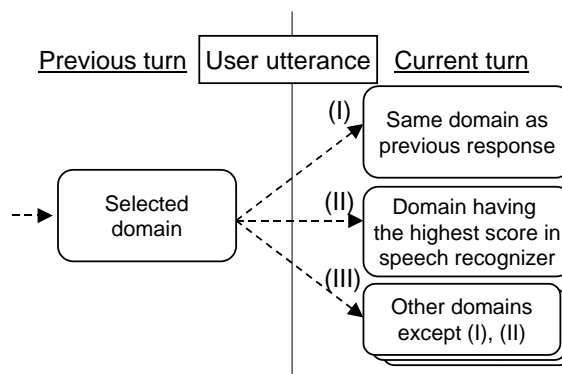 Previous turn
User utterance
Current turn
(I)
Same domain as
previous response
Selected
domain
(II)
Domain having
the highest score in
speech recognizer
(III)
Other domains
except (I), (II)